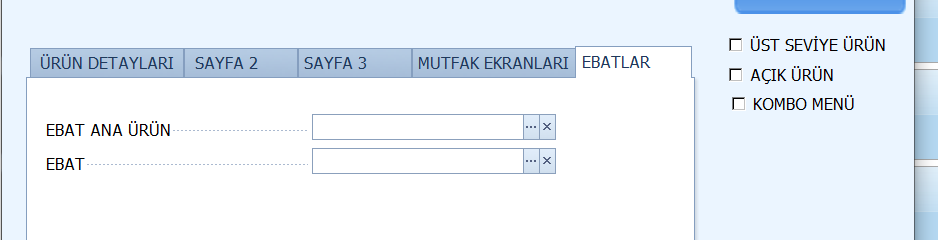 ÜRÜN DETAYLARI SAYFA 2 SAYFA 3 MUTFAK EKRANLARI EBATLAR
EBAT ANA ÜRÜN
EBAT
ÜST SEVİYE ÜRÜN
AÇIK ÜRÜN
KOMBO MENÜ